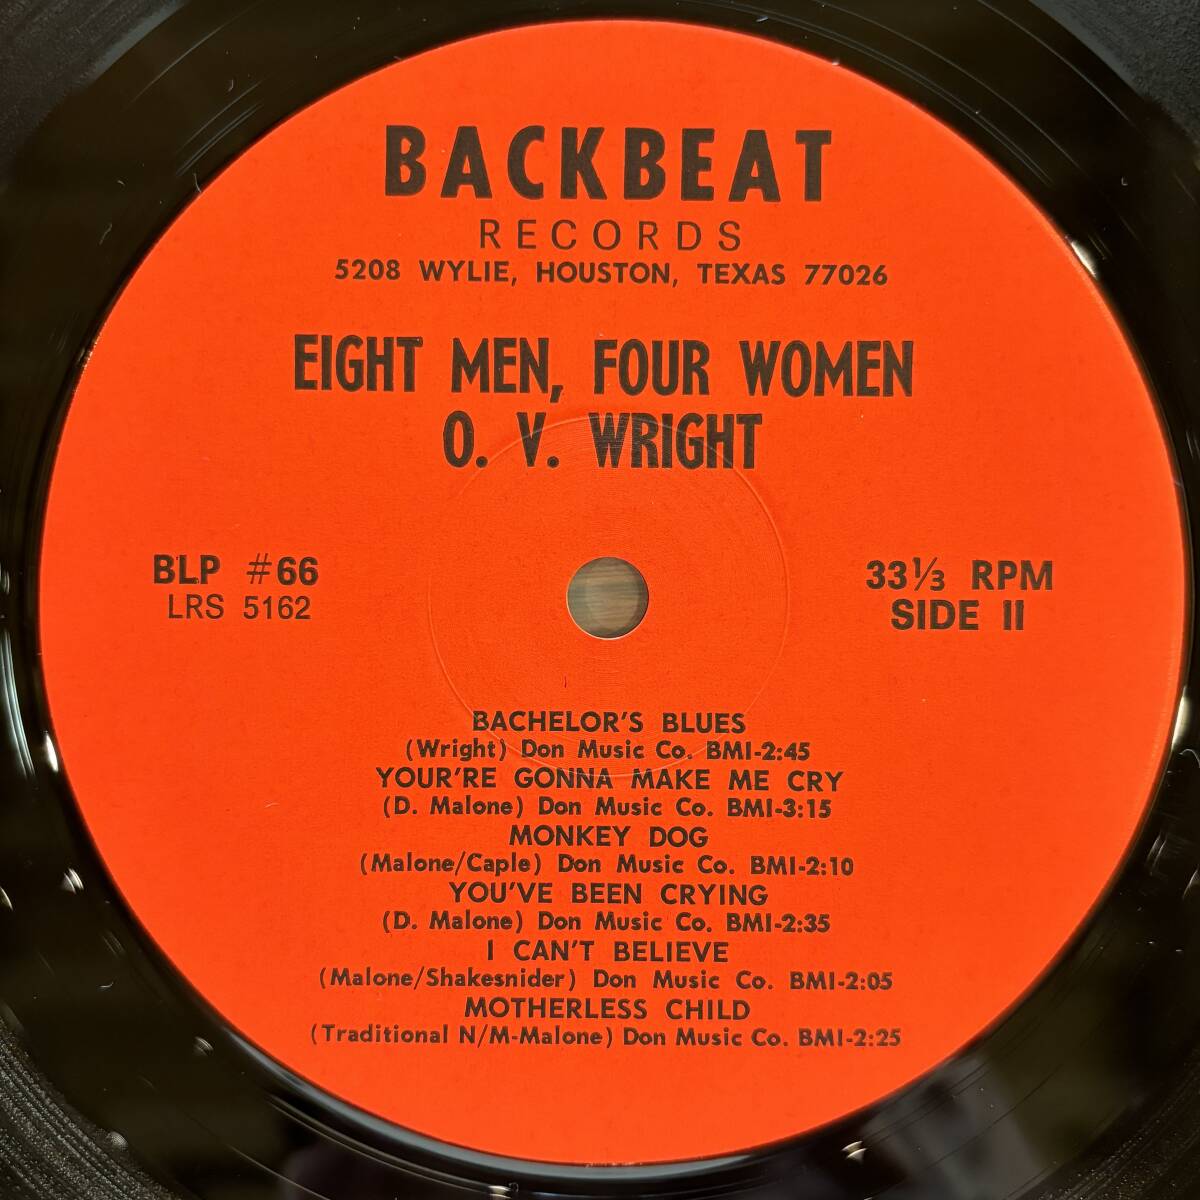 BACKBEAT
RECORDS
5208 WYLIE, HOUSTON, TEXAS 77026
EIGHT MEN, FOUR WOMEN
O. V. WRIGHT
BLP #66
LRS 5162
33⅓ RPM
SIDE II
BACHELOR'S BLUES
(Wright) Don Music Co. BMI-2:45
YOUR'RE GONNA MAKE ME CRY
(D. Malone) Don Music Co. BMI-3:15
MONKEY DOG
(Malone/Caple) Don Music Co. BMI-2:10
YOU'VE BEEN CRYING
(D. Malone) Don Music Co. BMI-2:35
I CAN'T BELIEVE
(Malone/Shakesnider) Don Music Co. BMI-2:05
MOTHERLESS CHILD
(Traditional N/M-Malone) Don Music Co. BMI-2:25